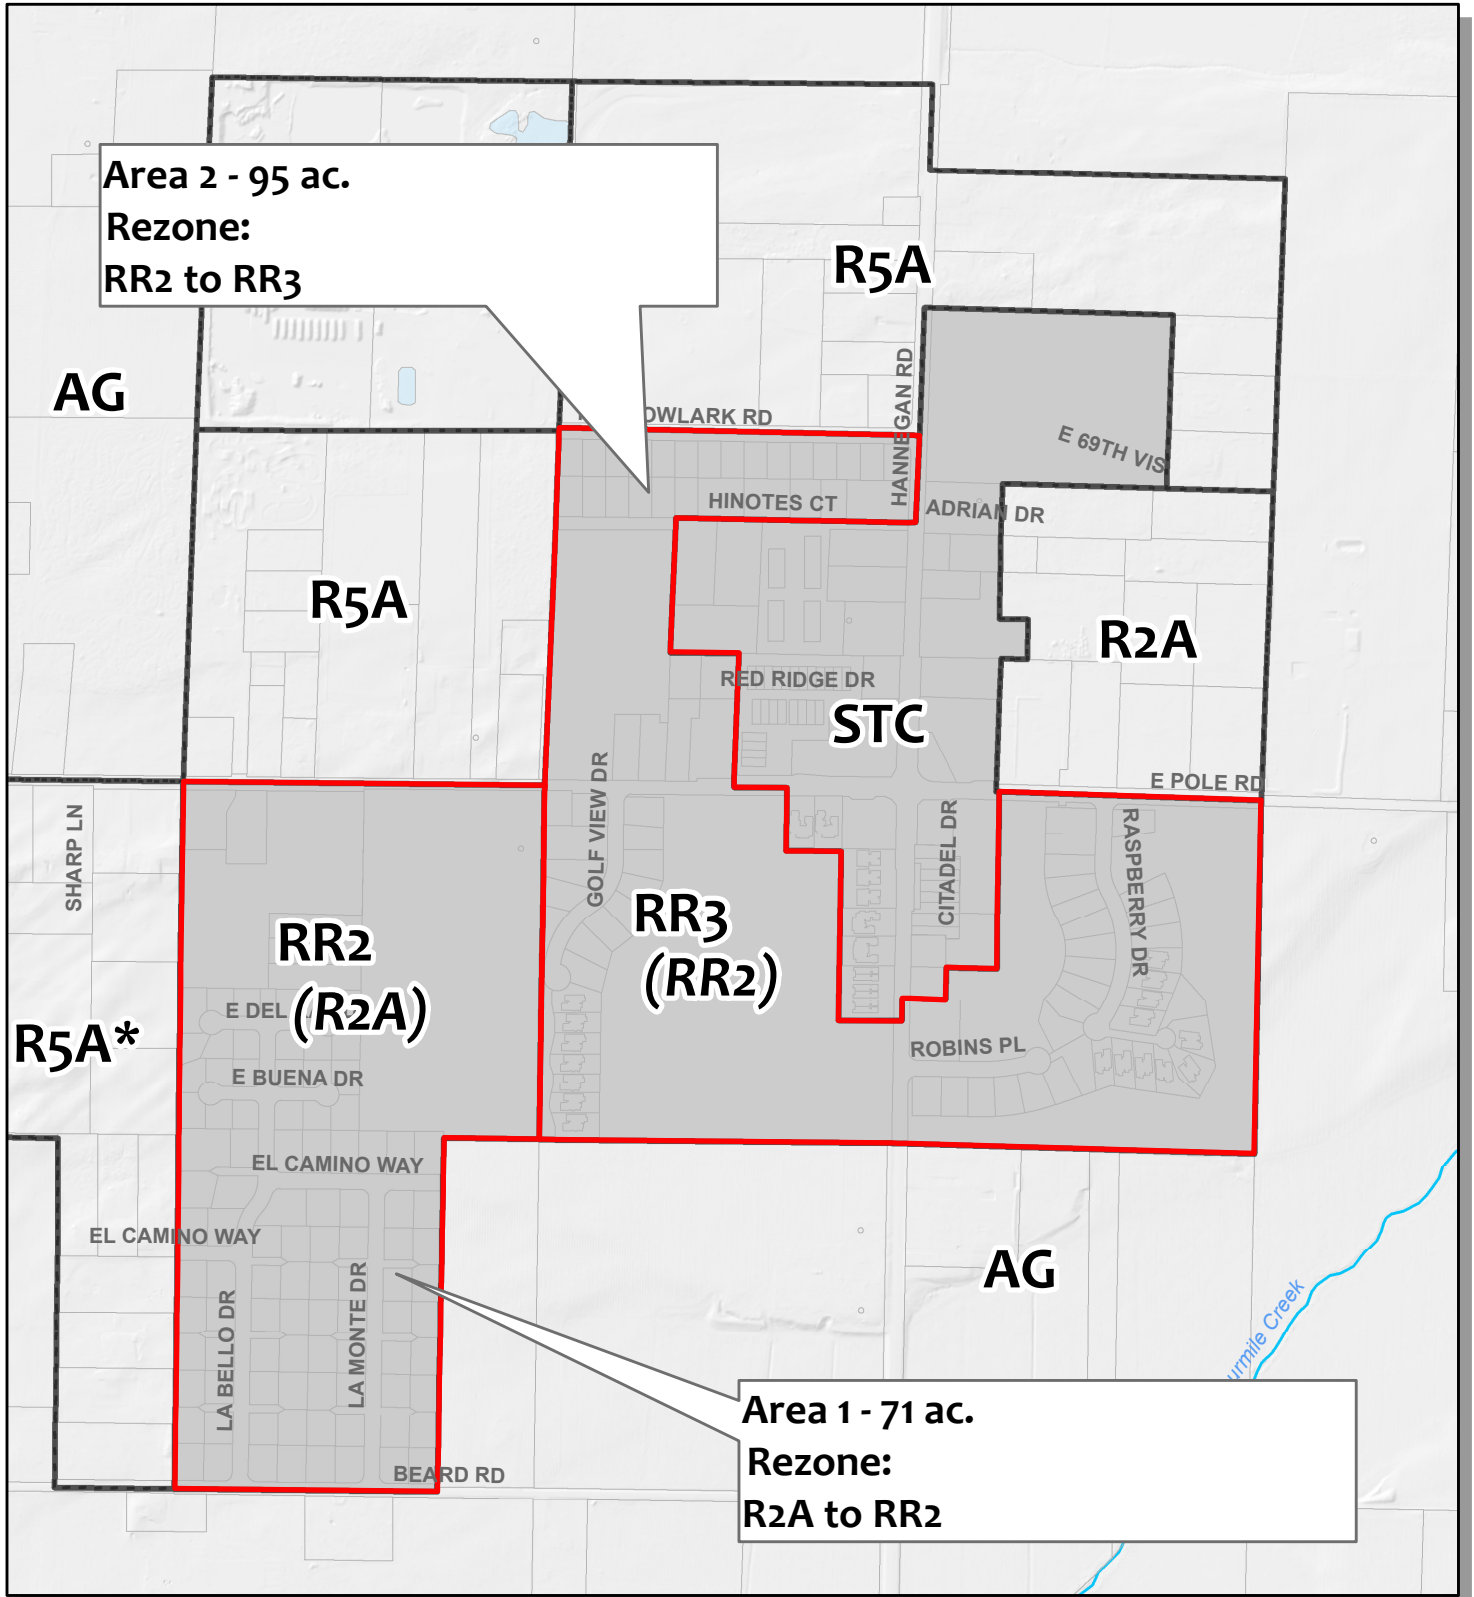 Area 2 - 95 ac.
Rezone:
RR2 to RR3
R5A
AG
HANNEGAN RD
OWLARK RD
E 69TH VIS
HINOTES CT
ADRIAN DR
R5A
R2A
RED RIDGE DR
STC
E POLE RD
SHARP LN
GOLF VIEW DR
CITADEL DR
RASPBERRY DR
RR3
(RR2)
RR2
(R2A)
E DEL
R5A*
ROBINS PL
E BUENA DR
EL CAMINO WAY
EL CAMINO WAY
AG
LA BELLO DR
LA MONTE DR
urmile Creek
Area 1 - 71 ac.
Rezone:
R2A to RR2
BEARD RD